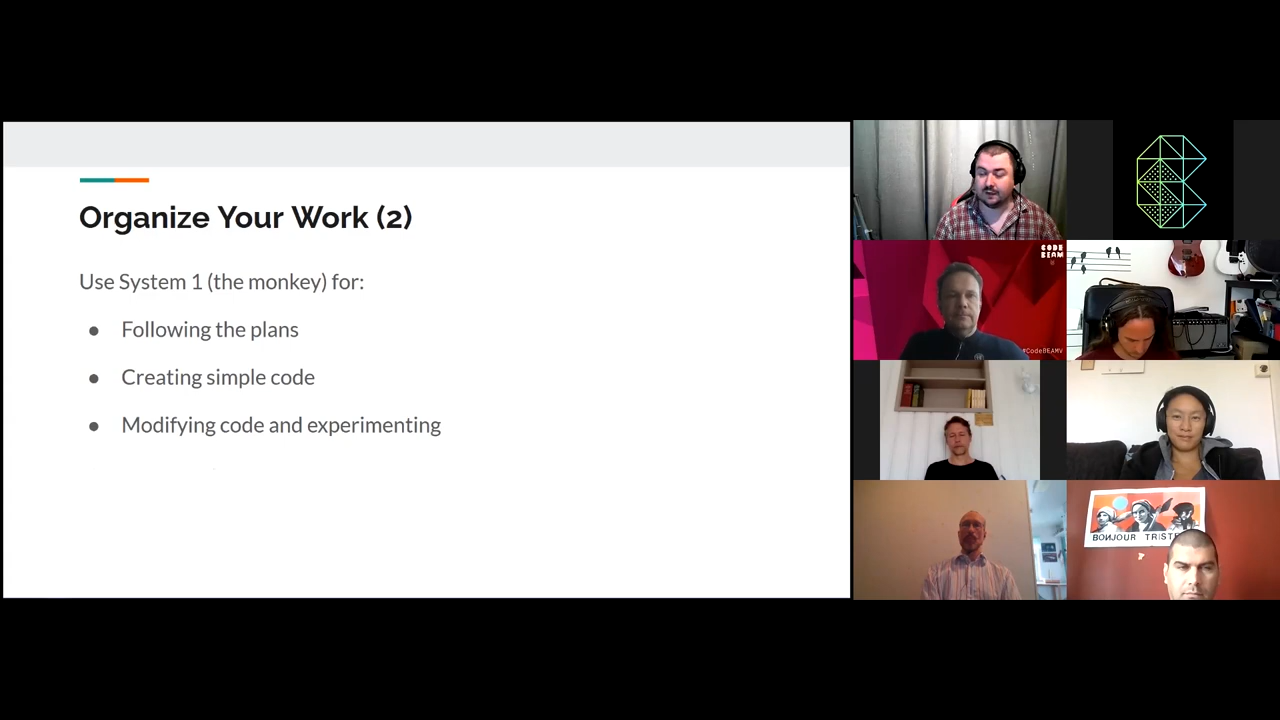 Organize Your Work (2)
Use System 1 (the monkey) for:
● Following the plans
● Creating simple code
● Modifying code and experimenting
CODE
BEAM
V
#CodeBEAMV
BONJOUR TRISTE